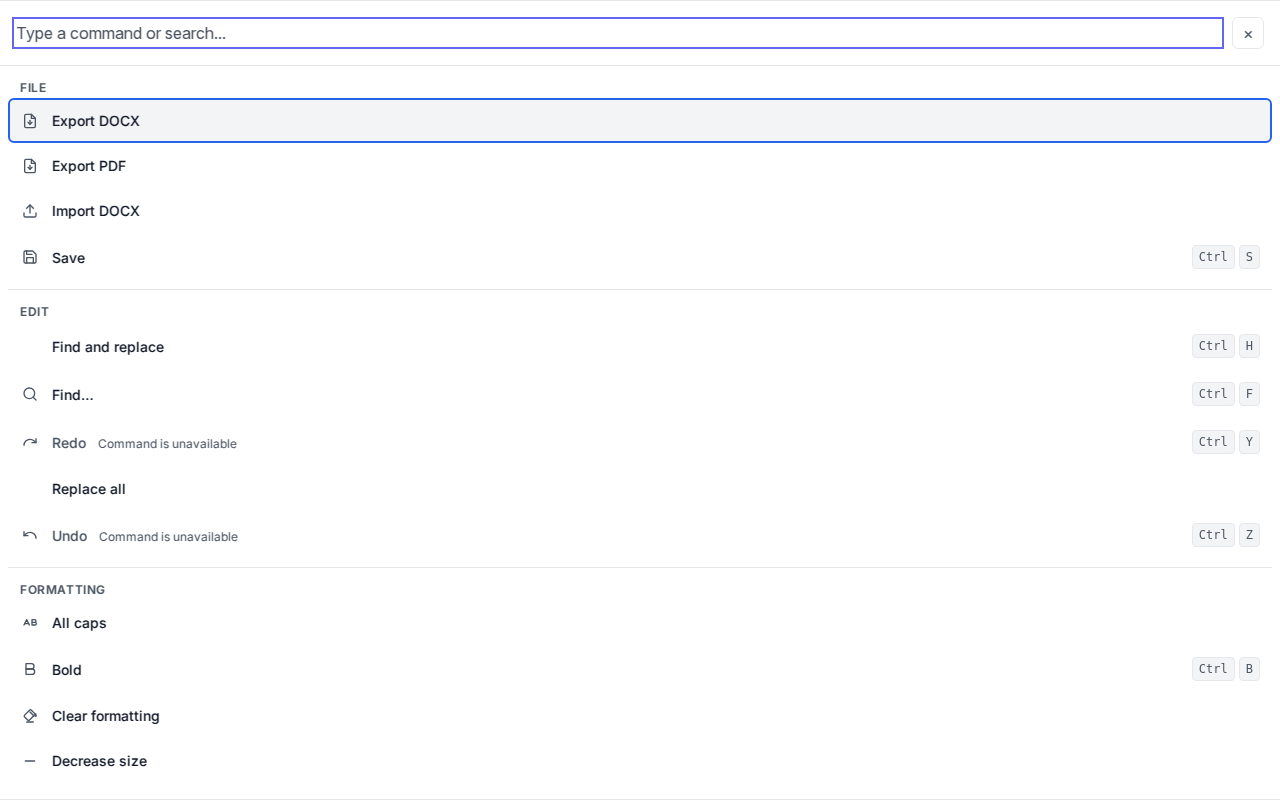 Type a command or search...
×
FILE
Export DOCX
Export PDF
Import DOCX
Save Ctrl S
EDIT
Find and replace Ctrl H
Find... Ctrl F
Redo Command is unavailable Ctrl Y
Replace all
Undo Command is unavailable Ctrl Z
FORMATTING
AB All caps
B Bold Ctrl B
Clear formatting
Decrease size